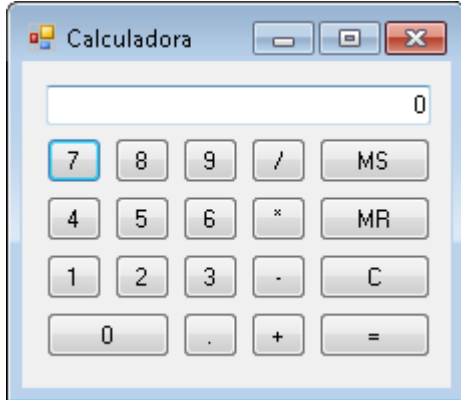 Calculadora
0
7 8 9 / MS
4 5 6 * MR
1 2 3 - C
0 . + =